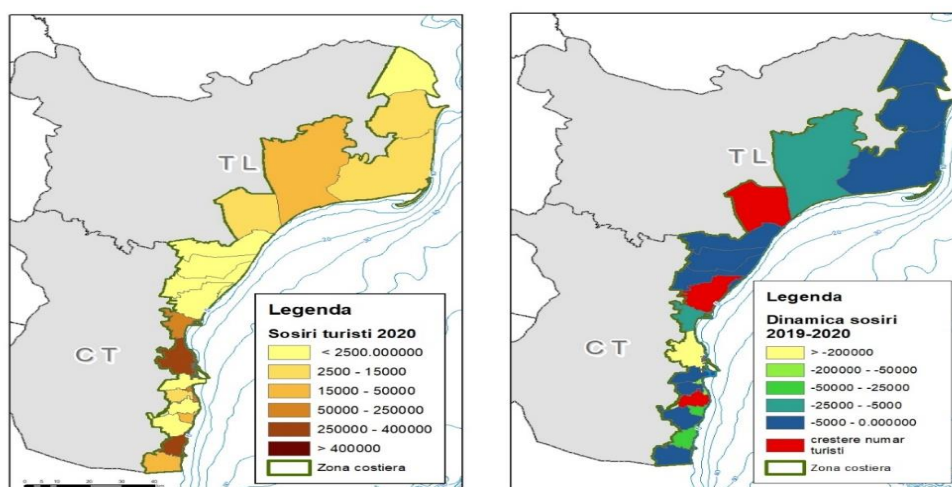 TL
CT
Legenda
Sosiri turisti 2020
< 2500.000000
2500 - 15000
15000 - 50000
50000 - 250000
250000 - 400000
> 400000
Zona costiera
TL
CT
Legenda
Dinamica sosiri
2019-2020
> -200000
-200000 - -50000
-50000 - -25000
-25000 - -5000
-5000 - 0.000000
crestere numar
turisti
Zona costiera